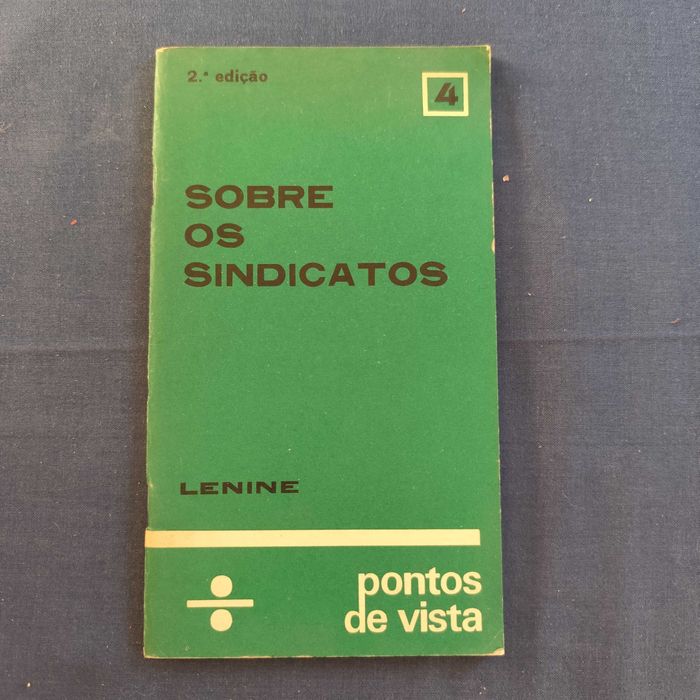 2.ª edição
4
SOBRE
OS
SINDICATOS
LENINE
pontos
de vista